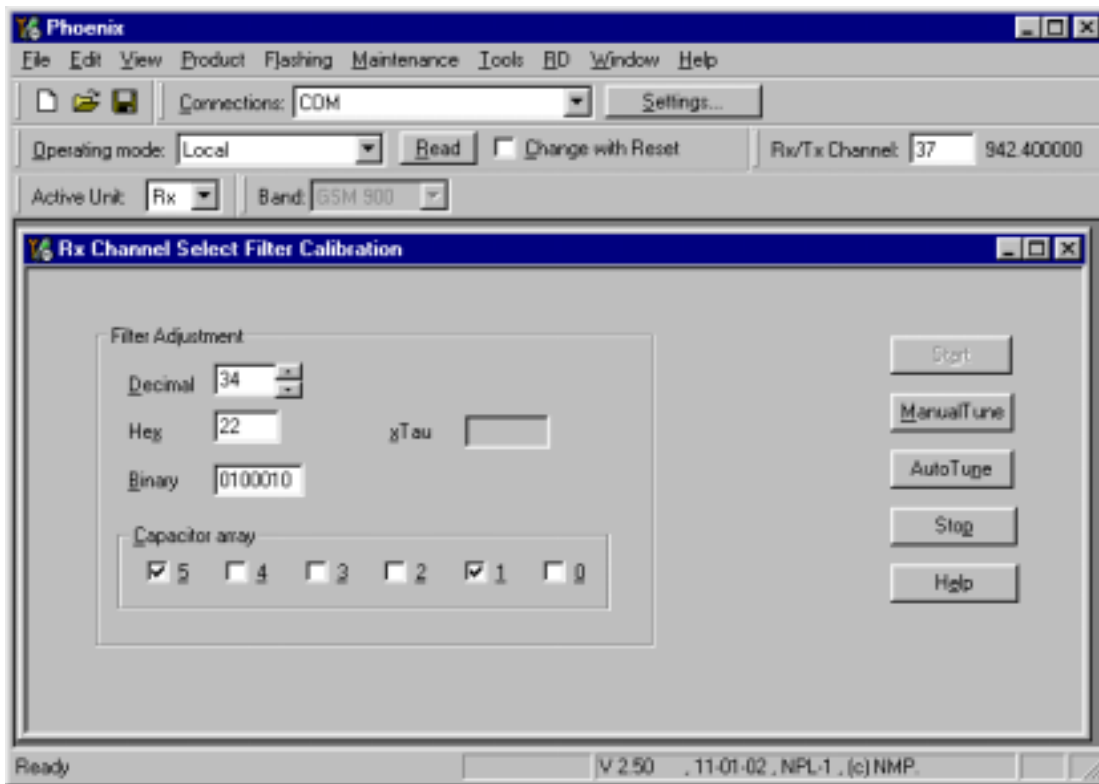 Phoenix
File Edit View Product Flashing Maintenance Tools RD Window Help
Connections: COM Settings...
Operating mode: Local Read Change with Reset Rx/Tx Channel: 37 942.400000
Active Unit: Rx Band: GSM 900
Rx Channel Select Filter Calibration
Filter Adjustment
Start
Decimal 34
ManualTune
Hex 22 xTau
AutoTune
Binary 0100010
Stop
Capacitor array
5 4 3 2 1 0
Help
Ready V 2.50 , 11-01-02 , NPL-1 , (c) NMP.